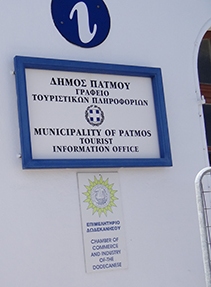 i
ΔΗΜΟΣ ΠΑΤΜΟΥ
ΓΡΑΦΕΙΟ
ΤΟΥΡΙΣΤΙΚΩΝ ΠΛΗΡΟΦΟΡΙΩΝ
MUNICIPALITY OF PATMOS
TOURIST
INFORMATION OFFICE
ΕΠΙΜΕΛΗΤΗΡΙΟ
ΔΩΔΕΚΑΝΗΣΟΥ
CHAMBER OF
COMMERCE
AND INDUSTRY
OF THE
DODECANESE